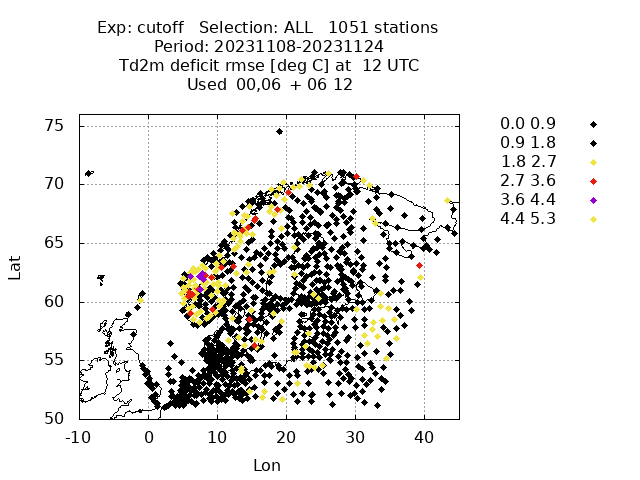 Exp: cutoff   Selection: ALL   1051 stations
Period: 20231108-20231124
Td2m deficit rmse [deg C] at  12 UTC
Used  00,06  + 06 12
0.0 0.9
0.9 1.8
1.8 2.7
2.7 3.6
3.6 4.4
4.4 5.3
75
70
65
60
55
50
Lat
-10 0 10 20 30 40
Lon